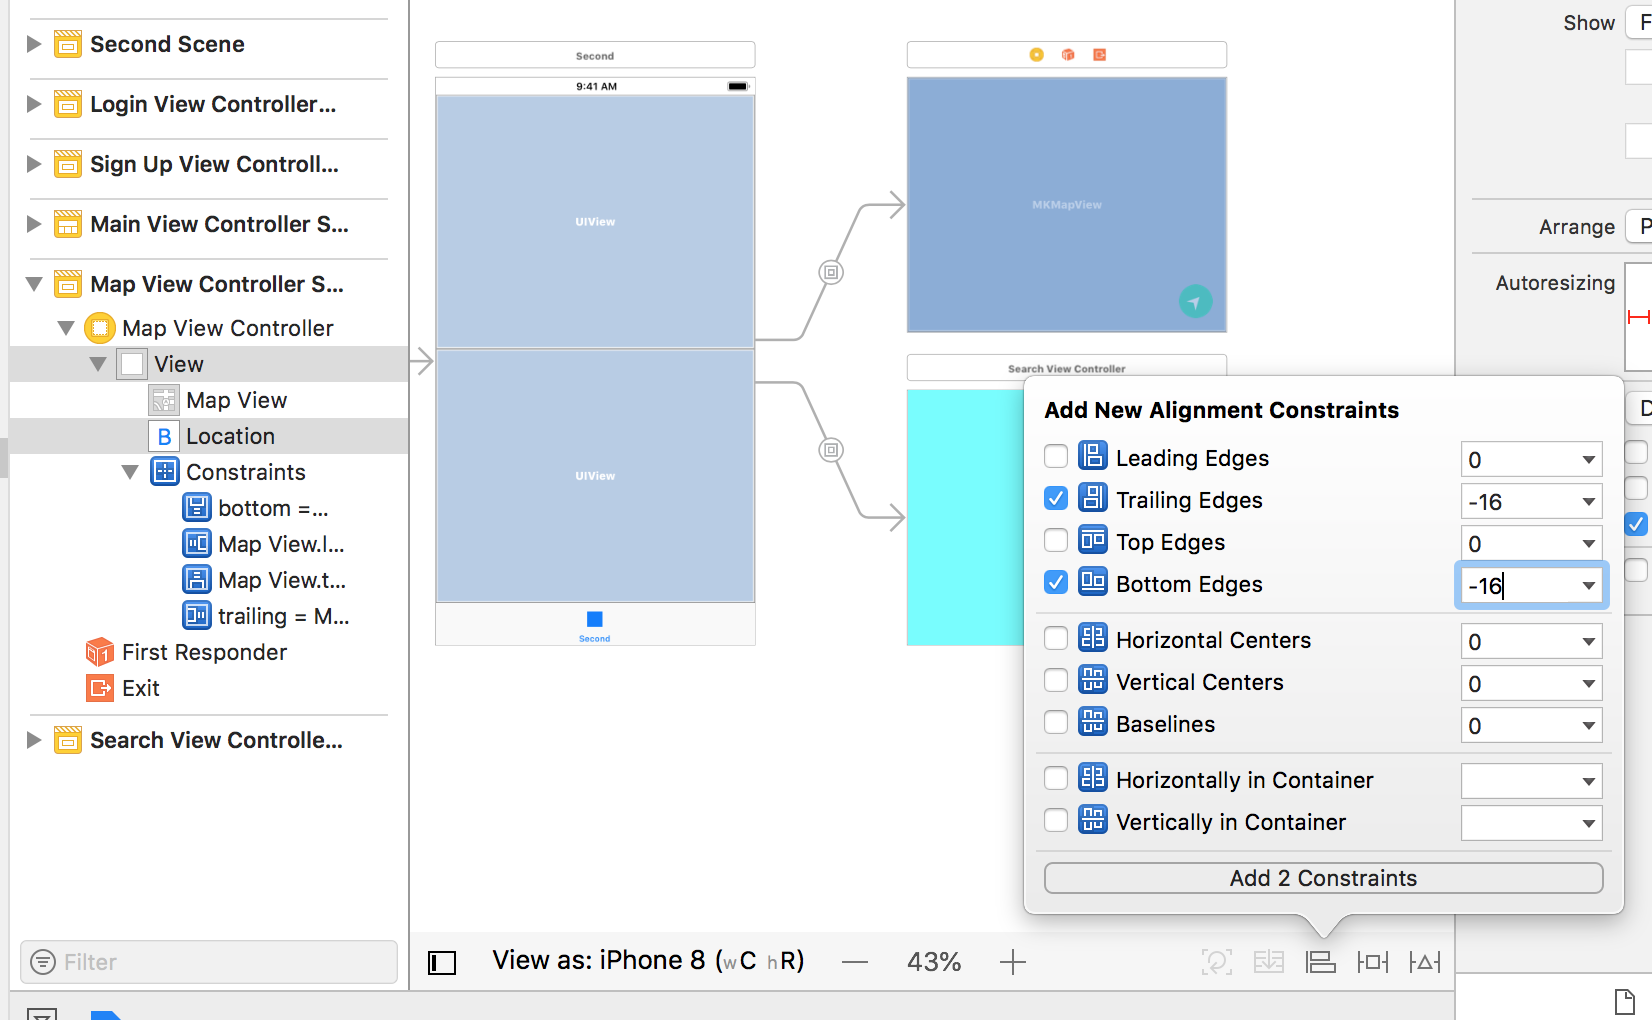 Second Scene
Login View Controller...
Sign Up View Controll...
Main View Controller S...
Map View Controller S...
Map View Controller
View
Map View
B Location
Constraints
bottom =...
Map View.l...
Map View.t...
trailing = M...
1 First Responder
Exit
Search View Controlle...
Filter
Second
9:41 AM
UIView
UIView
Second
MKMapView
Search View Controller
Add New Alignment Constraints
Leading Edges 0
Trailing Edges -16
Top Edges 0
Bottom Edges -16
Horizontal Centers 0
Vertical Centers 0
Baselines 0
Horizontally in Container
Vertically in Container
Add 2 Constraints
View as: iPhone 8 (wC hR) — 43% +
Show F
Arrange P
Autoresizing
D